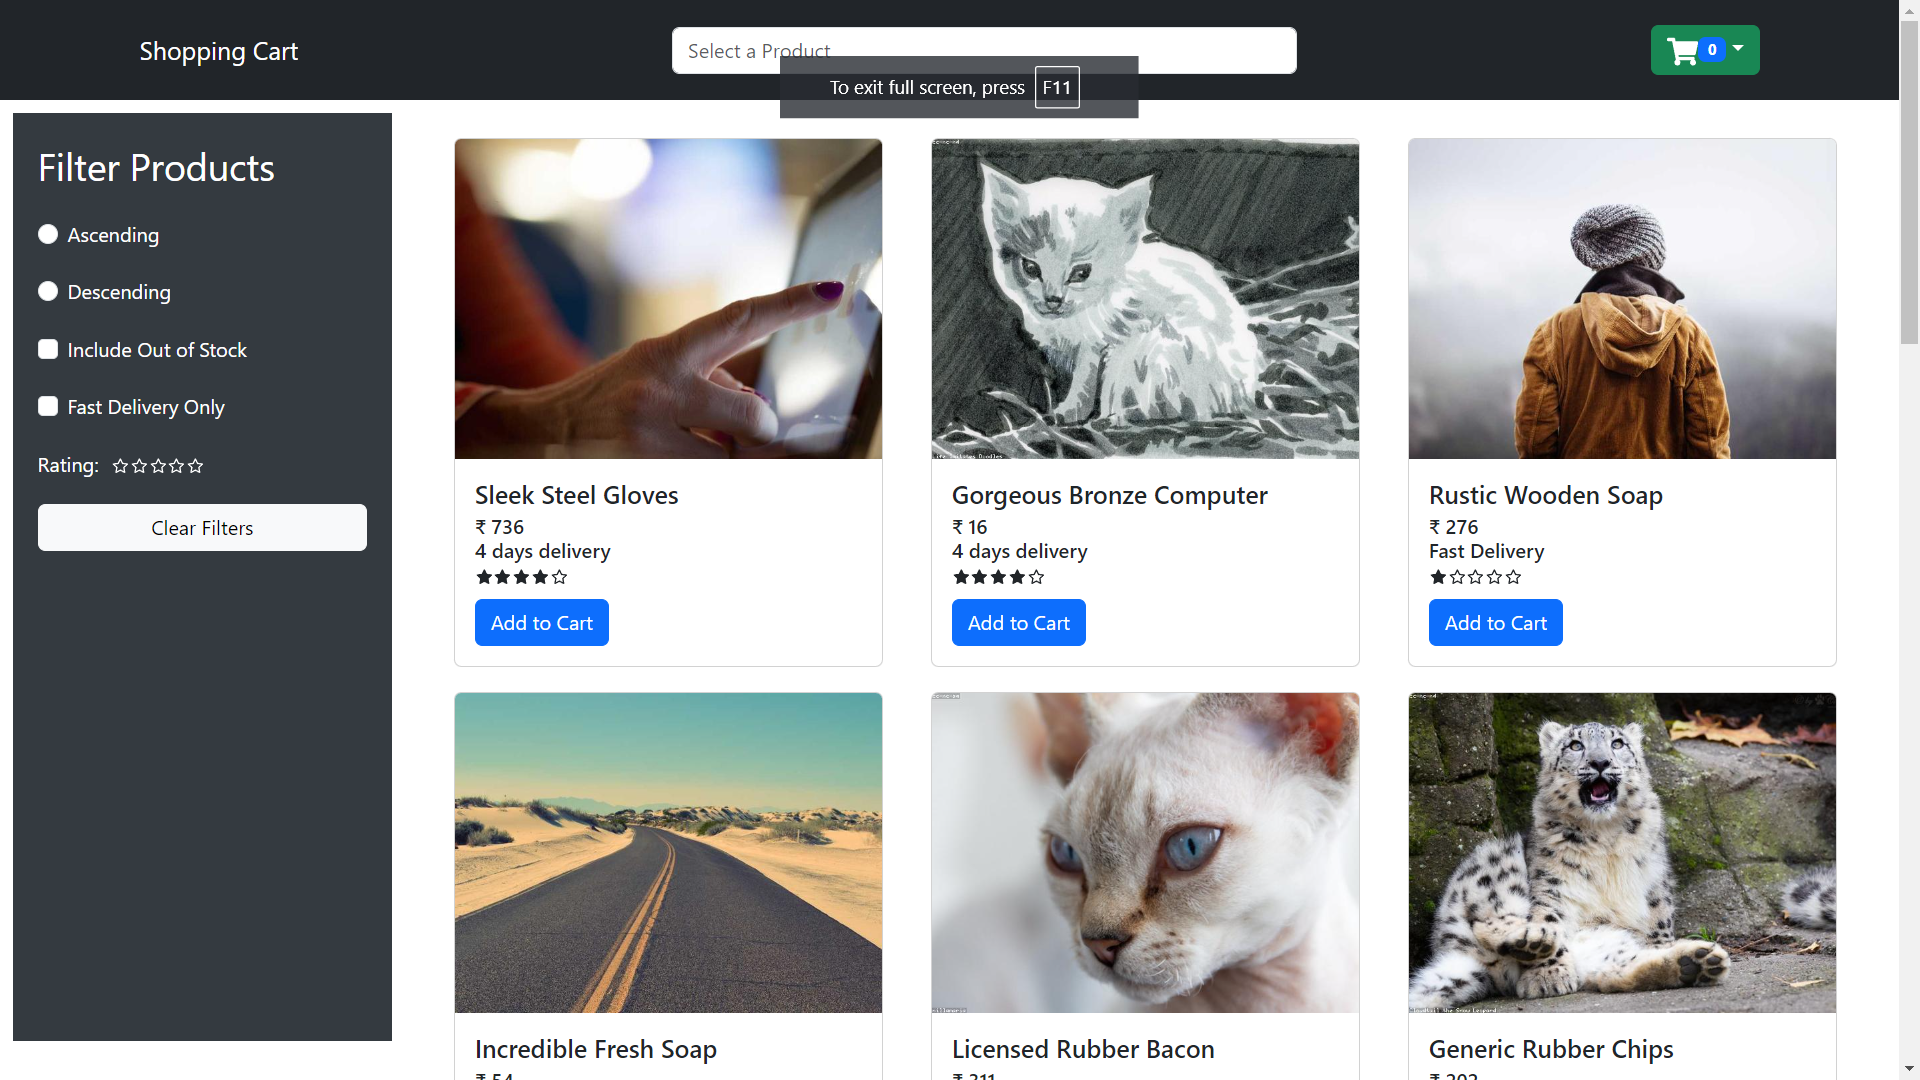 Shopping Cart
Select a Product
0
To exit full screen, press F11
Filter Products
Ascending
Descending
Include Out of Stock
Fast Delivery Only
Rating:
Clear Filters
Sleek Steel Gloves
₹ 736
4 days delivery
Add to Cart
Gorgeous Bronze Computer
₹ 16
4 days delivery
Add to Cart
Rustic Wooden Soap
₹ 276
Fast Delivery
Add to Cart
Incredible Fresh Soap
Licensed Rubber Bacon
Generic Rubber Chips